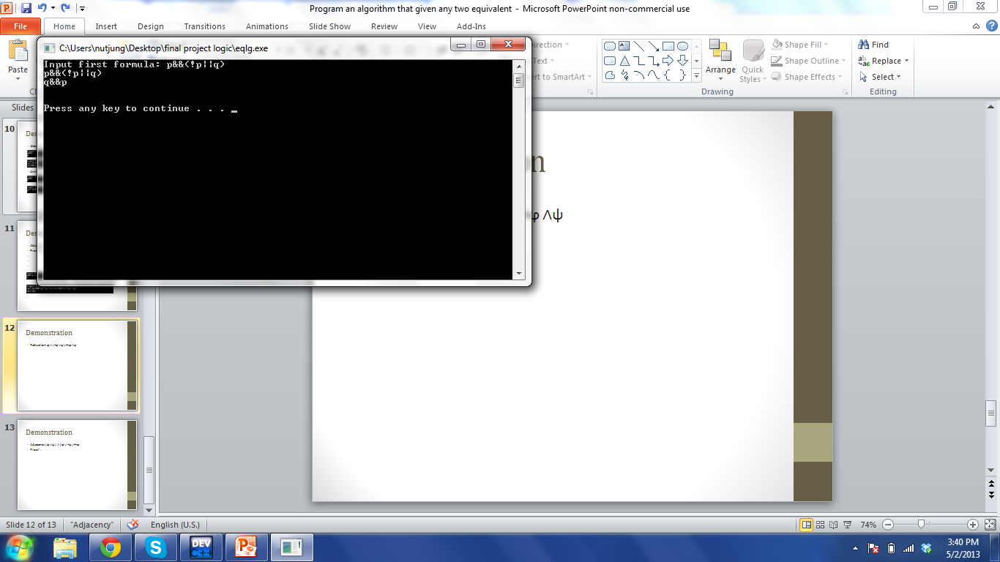 Program an algorithm that given any two equivalent - Microsoft PowerPoint non-commercial use
File Home Insert Design Transitions Animations Slide Show Review View Add-Ins
C:\Users\nutjung\Desktop\final project logic\eqlg.exe
Input first formula: p&&(!p||q)
p&&(!p||q)
q&&p
Press any key to continue . . . _
Paste
Arrange
Quick
Styles
Shape Fill
Shape Outline
Shape Effects
Drawing
Find
Replace
Select
Editing
irection
Text
ert to SmartArt
Slides
10
11
12
Demonstration
13
Demonstration
n
φ ∧ψ
Slide 12 of 13
"Adjacency"
English (U.S.)
74%
DEV
C++
3:40 PM
5/2/2013